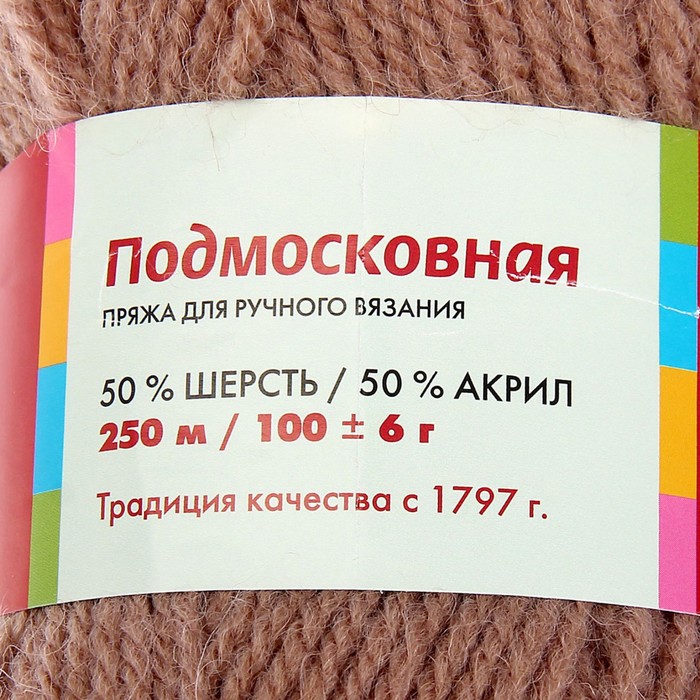 Подмосковная
ПРЯЖА ДЛЯ РУЧНОГО ВЯЗАНИЯ
50 % ШЕРСТЬ / 50 % АКРИЛ
250 м / 100 ± 6 г
Традиция качества с 1797 г.